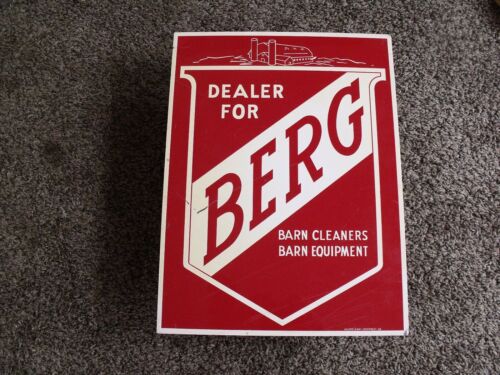 DEALER
FOR
BERG
BARN CLEANERS
BARN EQUIPMENT